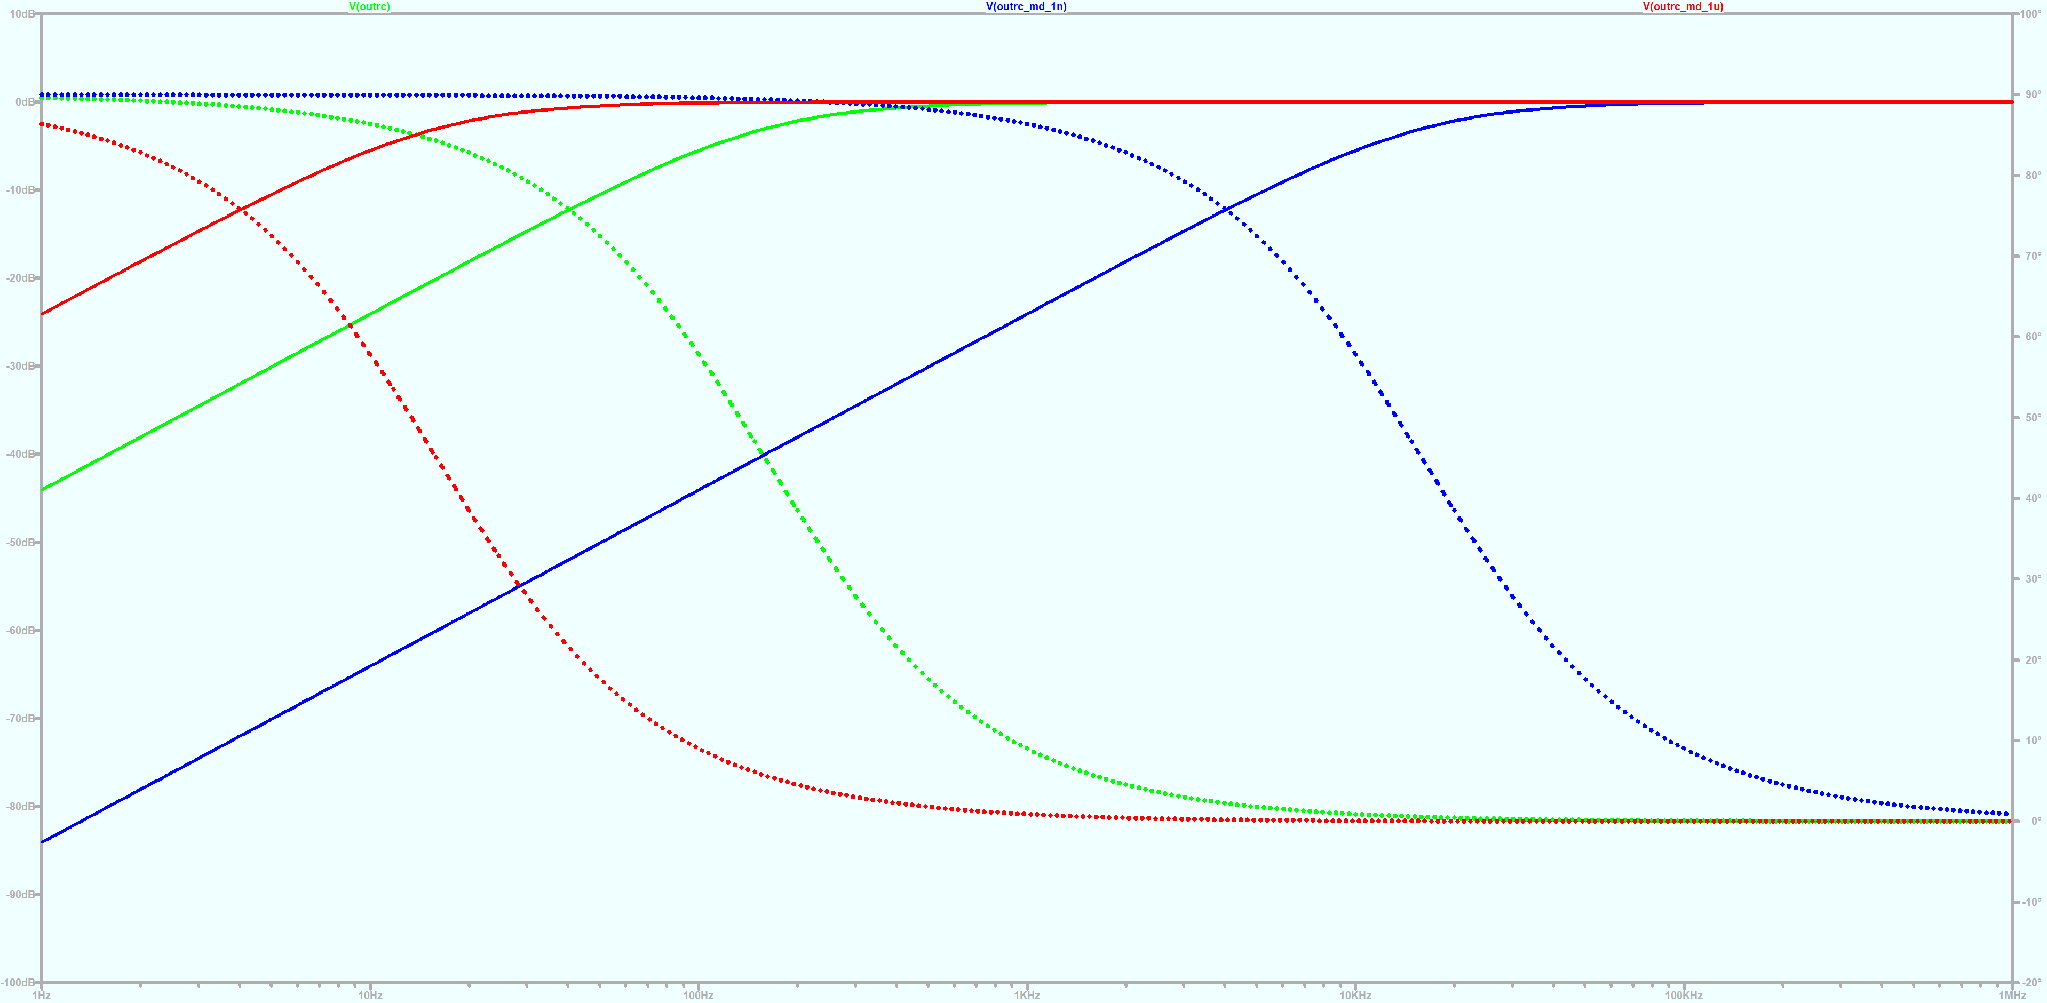 V(outrc) V(outrc_md_1n) V(outrc_md_1u)
10dB 100°
0dB 90°
-10dB 80°
-20dB 70°
-30dB 60°
-40dB 50°
-50dB 40°
-60dB 30°
-70dB 20°
-80dB 10°
0°
-90dB -10°
-100dB -20°
1Hz 10Hz 100Hz 1KHz 10KHz 100KHz 1MHz